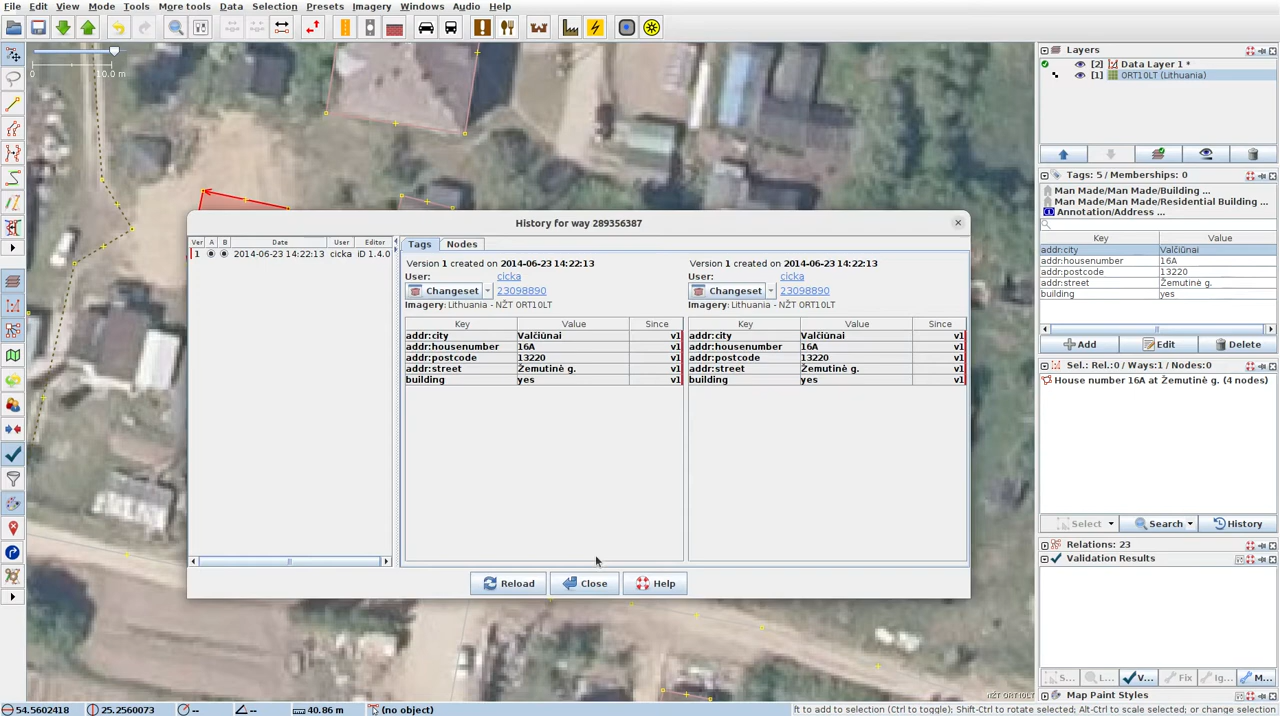 File Edit View Mode Tools More tools Data Selection Presets Imagery Windows Audio Help
0 10.0 m
History for way 289356387
Ver A B Date User Editor
1 2014-06-23 14:22:13 cicka iD 1.4.0
Tags Nodes
Version 1 created on 2014-06-23 14:22:13
User: cicka
Changeset 23098890
Imagery: Lithuania - NŽT ORT10LT
Key Value Since
addr:city Valčiūnai v1
addr:housenumber 16A v1
addr:postcode 13220 v1
addr:street Žemutinė g. v1
building yes v1
Version 1 created on 2014-06-23 14:22:13
User: cicka
Changeset 23098890
Imagery: Lithuania - NŽT ORT10LT
Key Value Since
addr:city Valčiūnai v1
addr:housenumber 16A v1
addr:postcode 13220 v1
addr:street Žemutinė g. v1
building yes v1
Reload Close Help
Layers
[2] Data Layer 1 *
[1] ORT10LT (Lithuania)
Tags: 5 / Memberships: 0
Man Made/Man Made/Building ...
Man Made/Man Made/Residential Building ...
Annotation/Address ...
Key Value
addr:city Valčiūnai
addr:housenumber 16A
addr:postcode 13220
addr:street Žemutinė g.
building yes
Add Edit Delete
Sel.: Rel.:0 / Ways:1 / Nodes:0
House number 16A at Žemutinė g. (4 nodes)
Select Search History
Relations: 23
Validation Results
S... L... V... Fix Ig... M...
Map Paint Styles
NŽT ORT10LT
54.5602418 25.2560073 -- -- 40.86 m (no object) ft to add to selection (Ctrl to toggle); Shift-Ctrl to rotate selected; Alt-Ctrl to scale selected; or change selection